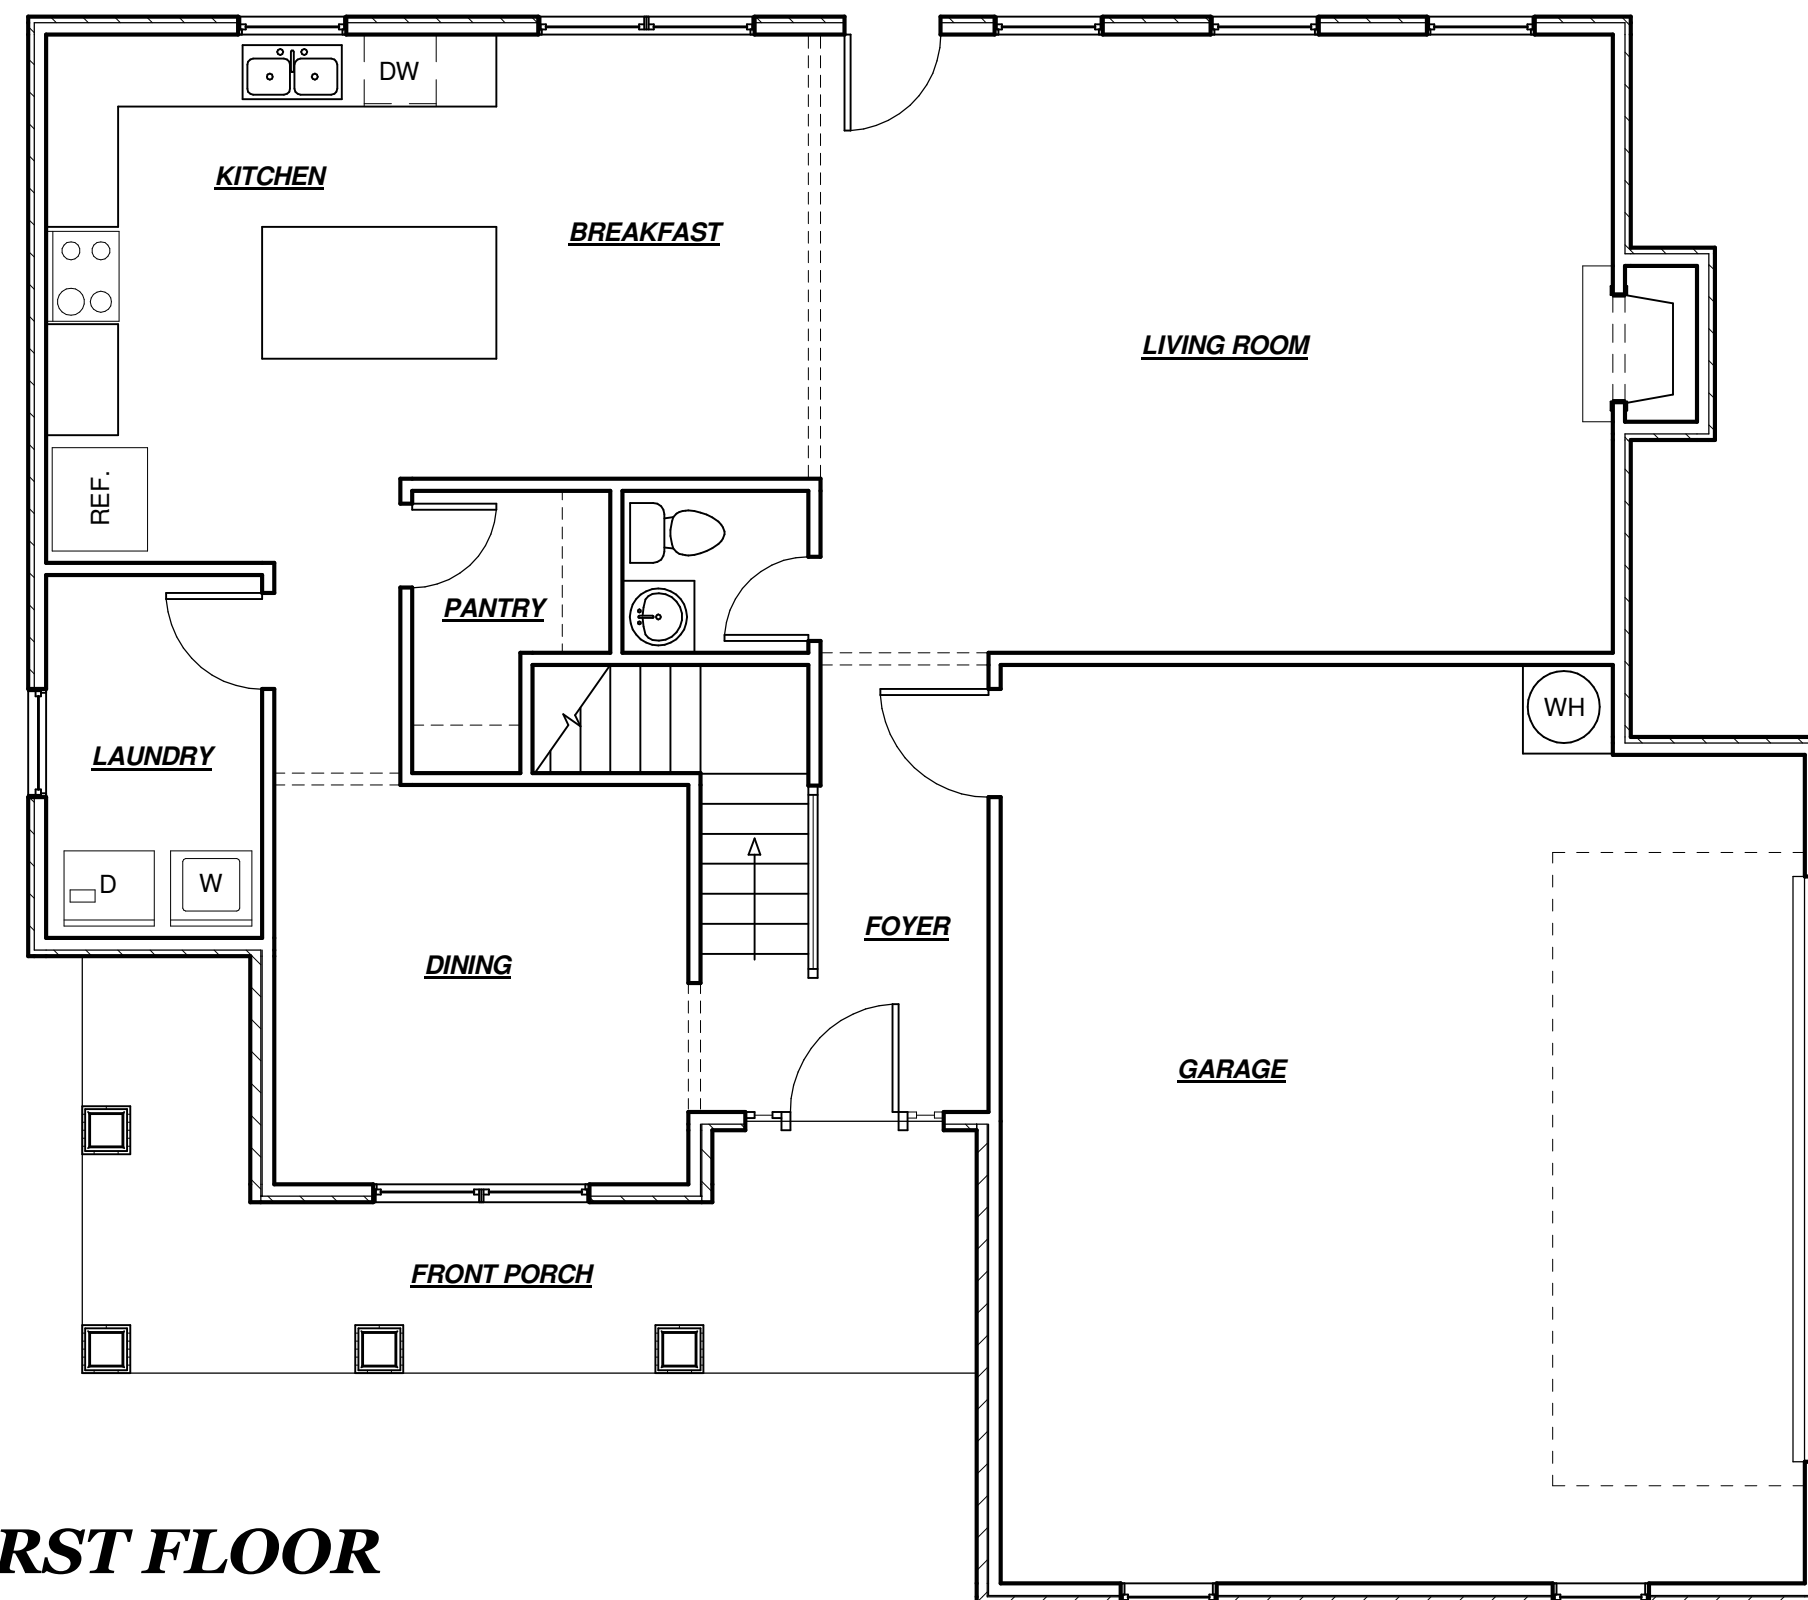 DW
KITCHEN
BREAKFAST
LIVING ROOM
REF.
PANTRY
WH
LAUNDRY
D
W
FOYER
DINING
GARAGE
FRONT PORCH
RST FLOOR